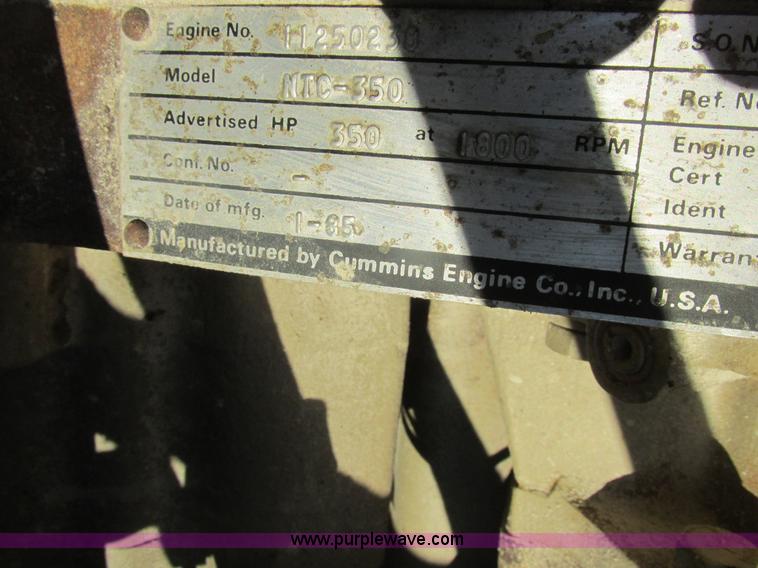 Engine No. 11250230
S.O.N
Model NTC-350
Ref. No
Advertised HP 350 at 1800 RPM
Engine
Cert
Ident
Cont. No. -
Date of mfg. 1-85
Warran
Manufactured by Cummins Engine Co., Inc., U.S.A.
www.purplewave.com